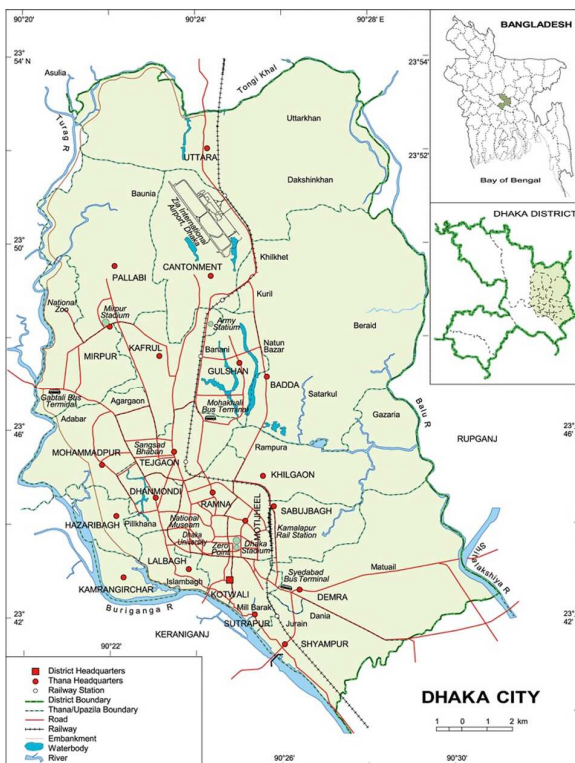 90°20'
90°24'
90°28' E
23°
54' N
23°54'
23°52'
BANGLADESH
Bay of Bengal
DHAKA DISTRICT
Asulia
Tongi Khal
Turag R
Uttarkhan
UTTARA
Dakshinkhan
Baunia
Zia International
Airport, Dhaka
23°
50'
Khilkhet
CANTONMENT
PALLABI
Kuril
National
Zoo
Mirpur
Stadium
Army
Statium
Beraid
MIRPUR
KAFRUL
Banani
Natun
Bazar
GULSHAN
BADDA
Gabtali Bus
Termidal
Agargaon
Mohakhali
Bus Terminal
Satarkul
Balu R
Gazaria
Adabar
23°
46'
23°
46'
RUPGANJ
MOHAMMADPUR
Sangsad
Bhaban
TEJGAON
Rampura
KHILGAON
DHANMONDI
RAMNA
MOTIJHEEL
SABUJBAGH
HAZARIBAGH
Pilkhana
National
Museam
Dhaka
University
Zero
Point
Dhaka
Stadium
Kamalapur
Rail Station
LALBAGH
Syedabad
Bus Terminal
Matuail
Shitalakshiya R
KAMRANGIRCHAR
Islambagh
KOTWALI
DEMRA
Buriganga R
Mill Barak
Dania
23°
42'
23°
42'
SUTRAPUR
Jurain
KERANIGANJ
SHYAMPUR
90°22'
90°26'
90°30'
District Headquarters
Thana Headquarters
Railway Station
District Boundary
Thana/Upazila Boundary
Road
Railway
Embankment
Waterbody
River
DHAKA CITY
1 0 1 2 km